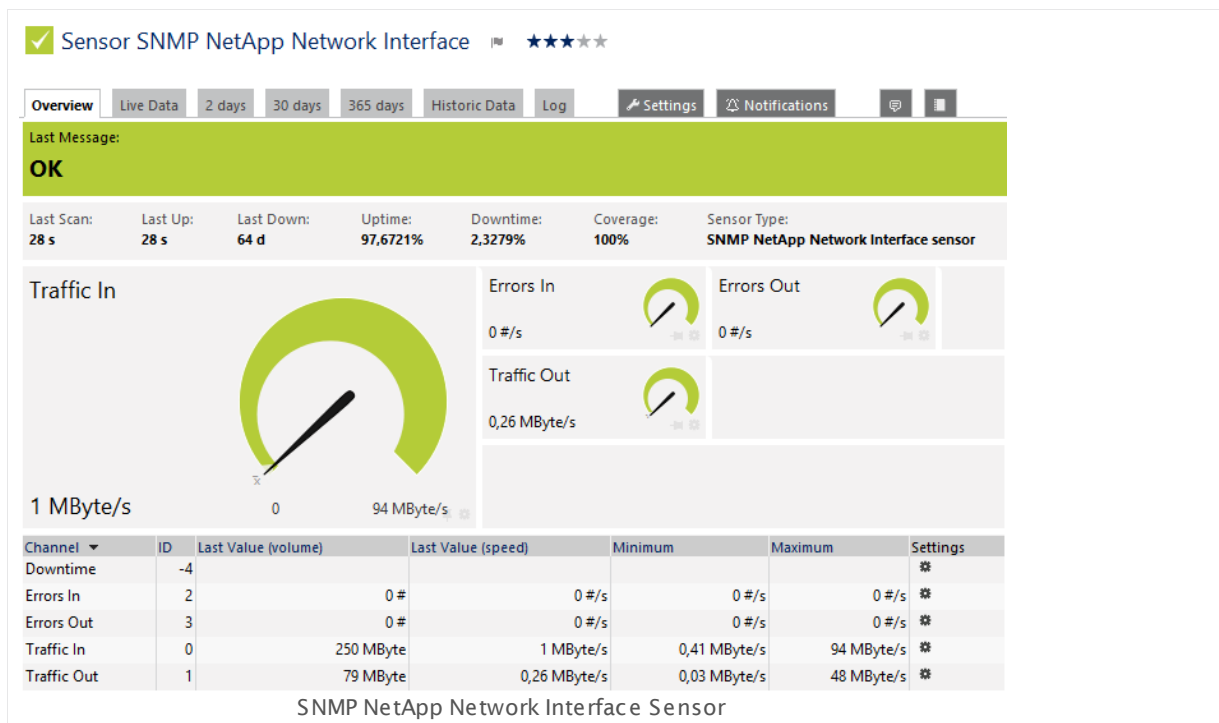 Sensor SNMP NetApp Network Interface
Overview Live Data 2 days 30 days 365 days Historic Data Log Settings Notifications
Last Message:
OK
Last Scan: Last Up: Last Down: Uptime: Downtime: Coverage: Sensor Type:
28 s 28 s 64 d 97,6721% 2,3279% 100% SNMP NetApp Network Interface sensor
Traffic In
1 MByte/s
0 94 MByte/s
Errors In
0 #/s
Errors Out
0 #/s
Traffic Out
0,26 MByte/s
Channel ID Last Value (volume) Last Value (speed) Minimum Maximum Settings
Downtime -4
Errors In 2 0 # 0 #/s 0 #/s 0 #/s
Errors Out 3 0 # 0 #/s 0 #/s 0 #/s
Traffic In 0 250 MByte 1 MByte/s 0,41 MByte/s 94 MByte/s
Traffic Out 1 79 MByte 0,26 MByte/s 0,03 MByte/s 48 MByte/s
SNMP NetApp Network Interface Sensor